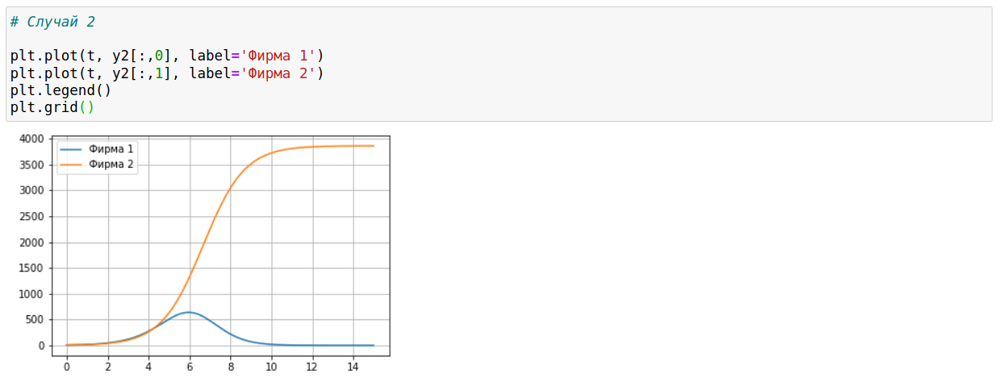 # Случай 2
plt.plot(t, y2[:,0], label='Фирма 1')
plt.plot(t, y2[:,1], label='Фирма 2')
plt.legend()
plt.grid()
4000
3500
3000
2500
2000
1500
1000
500
0
Фирма 1
Фирма 2
0 2 4 6 8 10 12 14